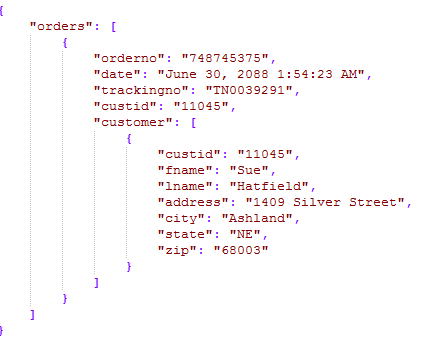 {
"orders": [
{
"orderno": "748745375",
"date": "June 30, 2088 1:54:23 AM",
"trackingno": "TN0039291",
"custid": "11045",
"customer": [
{
"custid": "11045",
"fname": "Sue",
"lname": "Hatfield",
"address": "1409 Silver Street",
"city": "Ashland",
"state": "NE",
"zip": "68003"
}
]
}
]
}